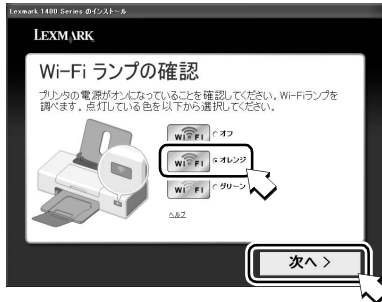 Lexmark 1400 Series のインストール
LEXMARK
Wi-Fi ランプの確認
プリンタの電源がオンになっていることを確認してください。Wi-Fiランプを
調べます。点灯している色を以下から選択してください。
WI FI オフ
WI FI オレンジ
WI FI グリーン
ヘルプ
次へ >